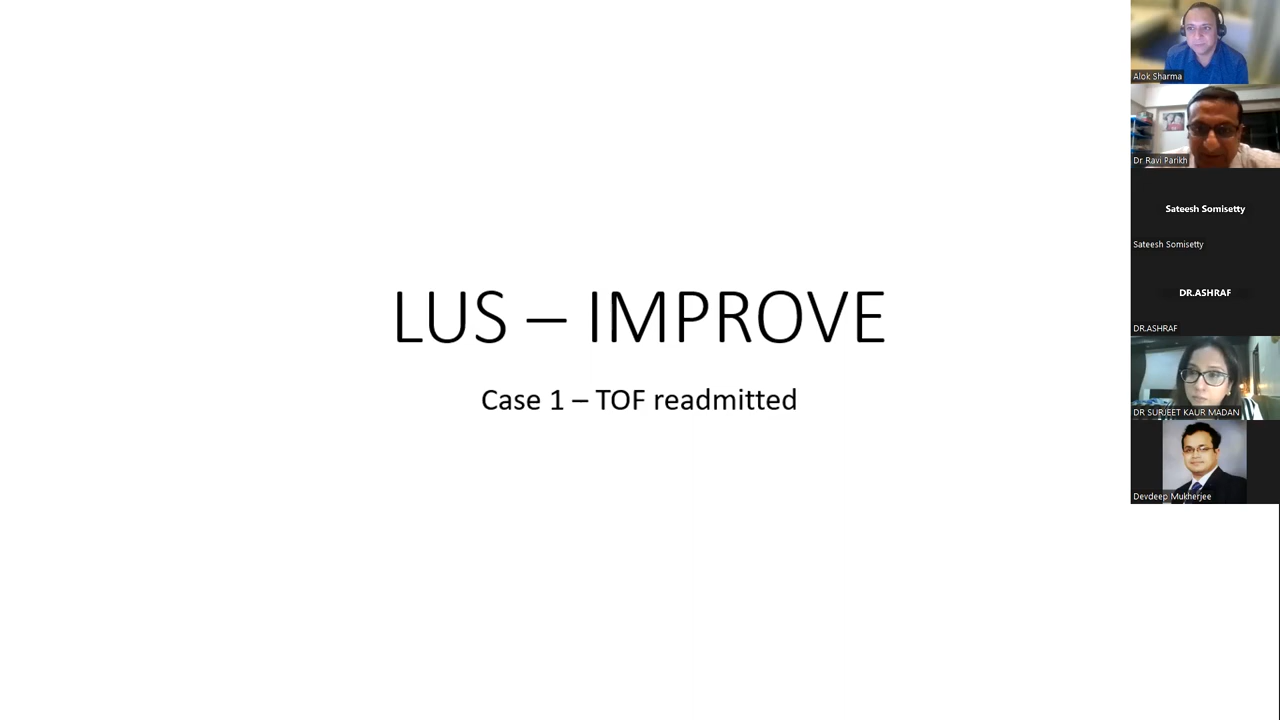 LUS – IMPROVE
Case 1 – TOF readmitted
Alok Sharma
Dr Ravi Parikh
Sateesh Somisetty
Sateesh Somisetty
DR.ASHRAF
DR.ASHRAF
DR SURJEET KAUR MADAN
Devdeep Mukherjee